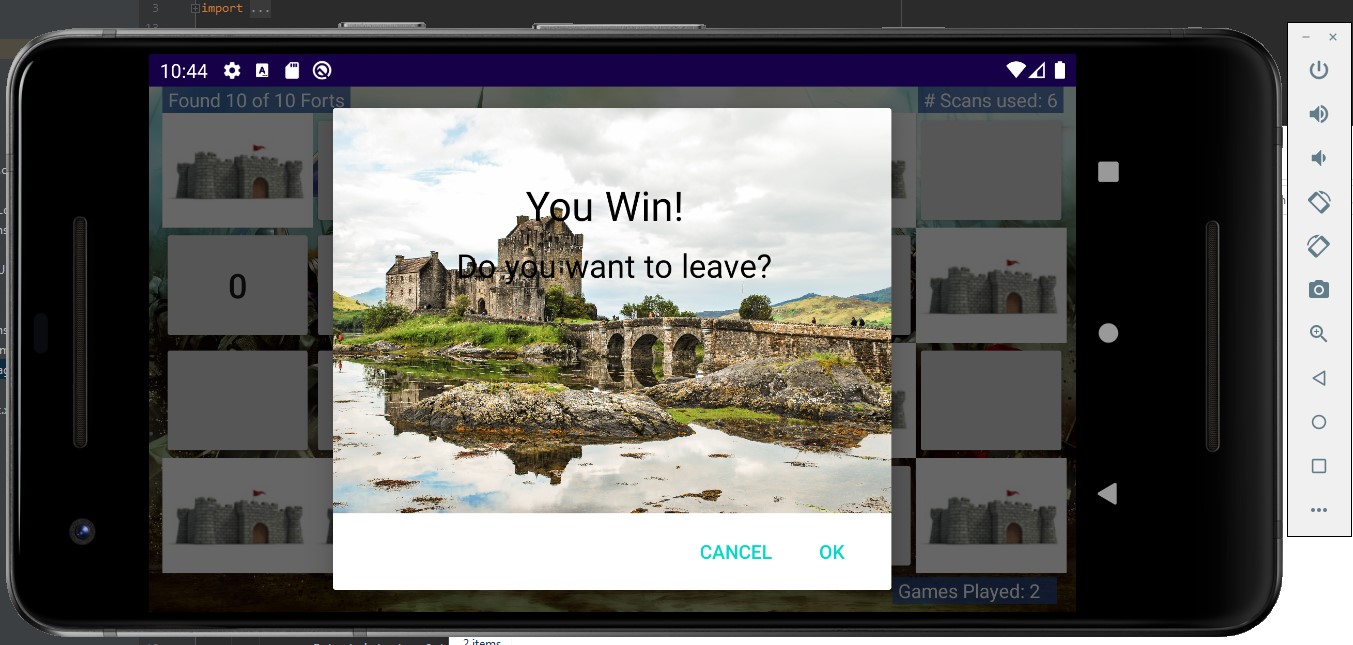 3 import ...
10:44
Found 10 of 10 Forts
# Scans used: 6
You Win!
Do you want to leave?
0
CANCEL OK
Games Played: 2
2 items